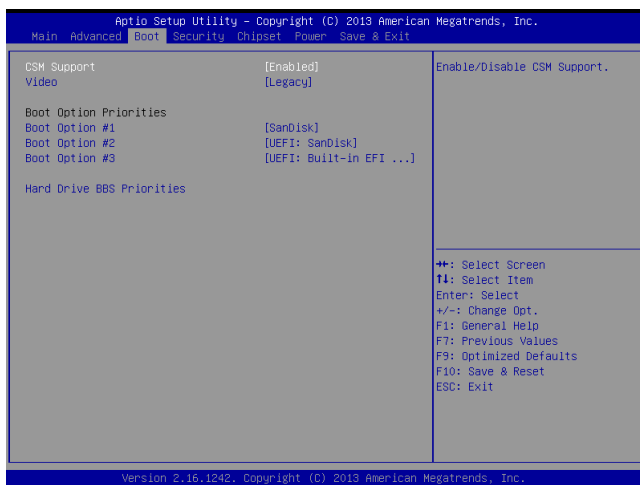 Aptio Setup Utility – Copyright (C) 2013 American Megatrends, Inc.
Main Advanced Boot Security Chipset Power Save & Exit
CSM Support [Enabled]
Video [Legacy]
Boot Option Priorities
Boot Option #1 [SanDisk]
Boot Option #2 [UEFI: SanDisk]
Boot Option #3 [UEFI: Built-in EFI ...]
Hard Drive BBS Priorities
Enable/Disable CSM Support.
→←: Select Screen
↑↓: Select Item
Enter: Select
+/-: Change Opt.
F1: General Help
F7: Previous Values
F9: Optimized Defaults
F10: Save & Reset
ESC: Exit
Version 2.16.1242. Copyright (C) 2013 American Megatrends, Inc.